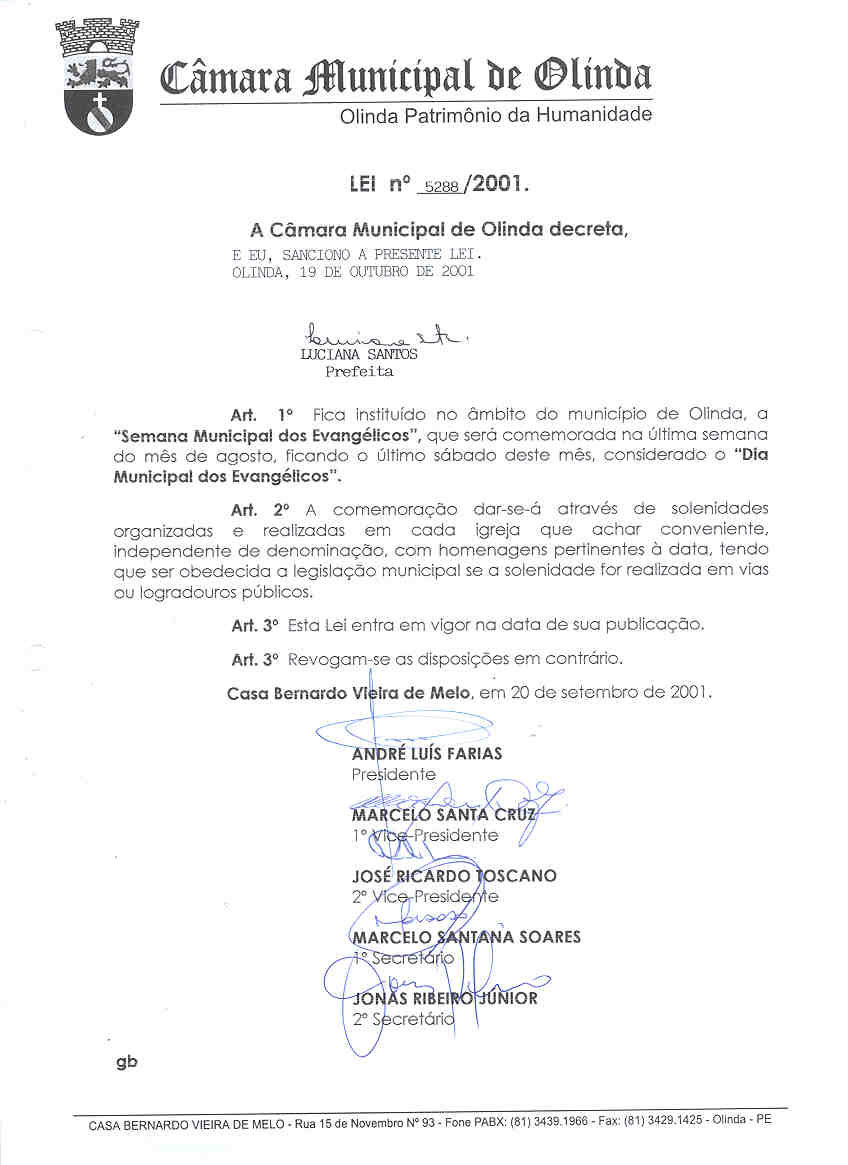 Câmara Municipal de Olinda
Olinda Patrimônio da Humanidade
LEI nº 5288/2001.
A Câmara Municipal de Olinda decreta,
E EU, SANCIONO A PRESENTE LEI.
OLINDA, 19 DE OUTUBRO DE 2001
LUCIANA SANTOS
Prefeita
Art. 1º Fica instituído no âmbito do município de Olinda, a
"Semana Municipal dos Evangélicos", que será comemorada na última semana
do mês de agosto, ficando o último sábado deste mês, considerado o "Dia
Municipal dos Evangélicos".
Art. 2º A comemoração dar-se-á através de solenidades
organizadas e realizadas em cada igreja que achar conveniente,
independente de denominação, com homenagens pertinentes à data, tendo
que ser obedecida a legislação municipal se a solenidade for realizada em vias
ou logradouros públicos.
Art. 3º Esta Lei entra em vigor na data de sua publicação.
Art. 3º Revogam-se as disposições em contrário.
Casa Bernardo Vieira de Melo, em 20 de setembro de 2001.
ANDRÉ LUÍS FARIAS
Presidente
MARCELO SANTA CRUZ
1º Vice-Presidente
JOSÉ RICARDO TOSCANO
2º Vice-Presidente
MARCELO SANTANA SOARES
1º Secretário
JONAS RIBEIRO JÚNIOR
2º Secretário
gb
CASA BERNARDO VIEIRA DE MELO - Rua 15 de Novembro Nº 93 - Fone PABX: (81) 3439.1966 - Fax: (81) 3429.1425 - Olinda - PE